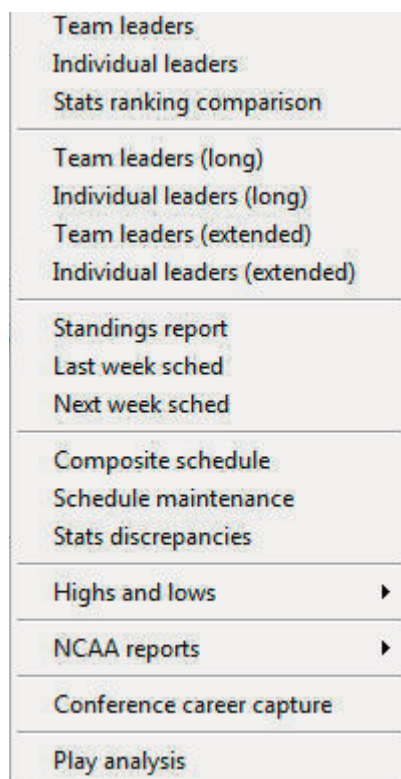 Team leaders
Individual leaders
Stats ranking comparison
Team leaders (long)
Individual leaders (long)
Team leaders (extended)
Individual leaders (extended)
Standings report
Last week sched
Next week sched
Composite schedule
Schedule maintenance
Stats discrepancies
Highs and lows
NCAA reports
Conference career capture
Play analysis